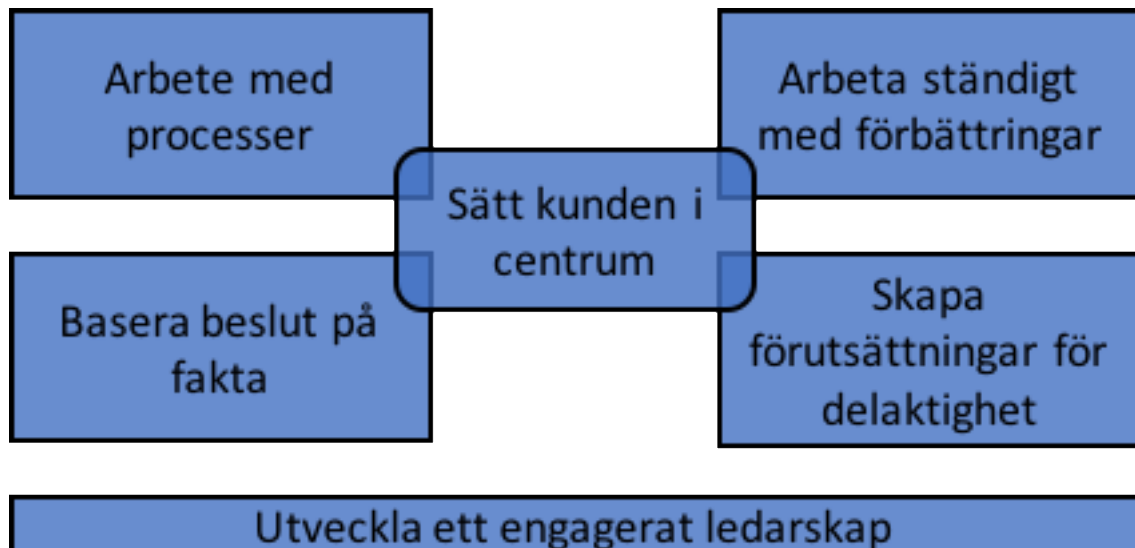 Arbete med
processer
Arbeta ständigt
med förbättringar
Sätt kunden i
centrum
Basera beslut på
fakta
Skapa
förutsättningar för
delaktighet
Utveckla ett engagerat ledarskap